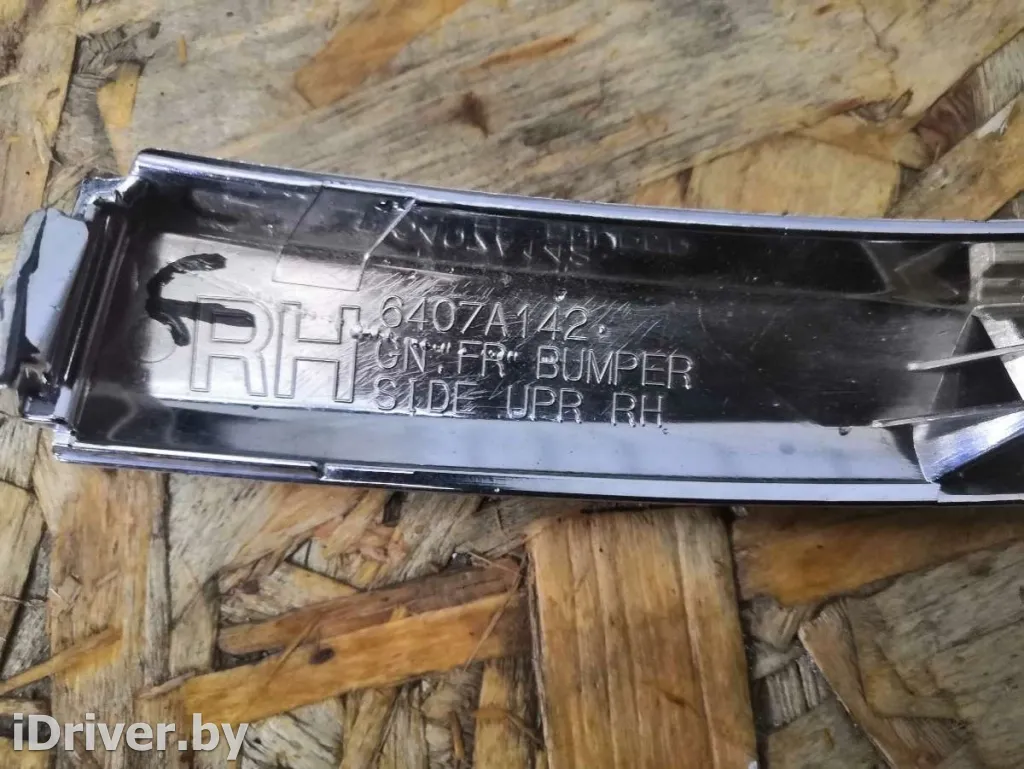 RH
6407A142
GN.FR BUMPER
SIDE UPR RH
iDriver.by